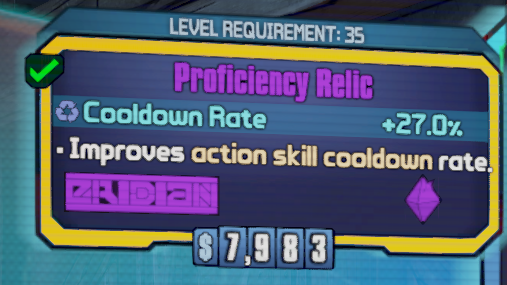 LEVEL REQUIREMENT: 35
Proficiency Relic
Cooldown Rate +27.0%
• Improves action skill cooldown rate.
ERIDIAN
$7,983